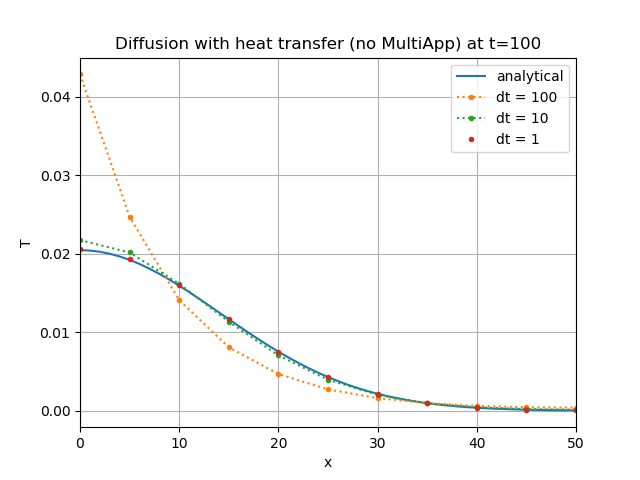 Diffusion with heat transfer (no MultiApp) at t=100
analytical
dt = 100
dt = 10
dt = 1
T
0.04
0.03
0.02
0.01
0.00
0 10 20 30 40 50
x